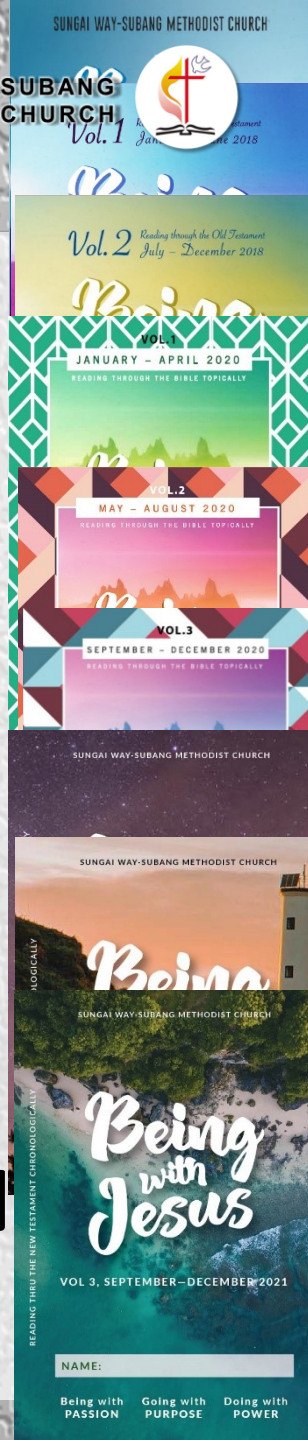 SUNGAI WAY-SUBANG METHODIST CHURCH
SUBANG
CHURCH
Vol. 1
2018
Being
Vol. 2 Reading through the Old Testament
July – December 2018
Being
VOL.1
JANUARY – APRIL 2020
READING THROUGH THE BIBLE TOPICALLY
VOL.2
MAY – AUGUST 2020
READING THROUGH THE BIBLE TOPICALLY
VOL.3
SEPTEMBER – DECEMBER 2020
READING THROUGH THE BIBLE TOPICALLY
SUNGAI WAY-SUBANG METHODIST CHURCH
SUNGAI WAY-SUBANG METHODIST CHURCH
Being
SUNGAI WAY-SUBANG METHODIST CHURCH
READING THRU THE NEW TESTAMENT CHRONOLOGICALLY
Being
with
Jesus
VOL 3, SEPTEMBER—DECEMBER 2021
NAME:
Being with Going with Doing with
PASSION PURPOSE POWER